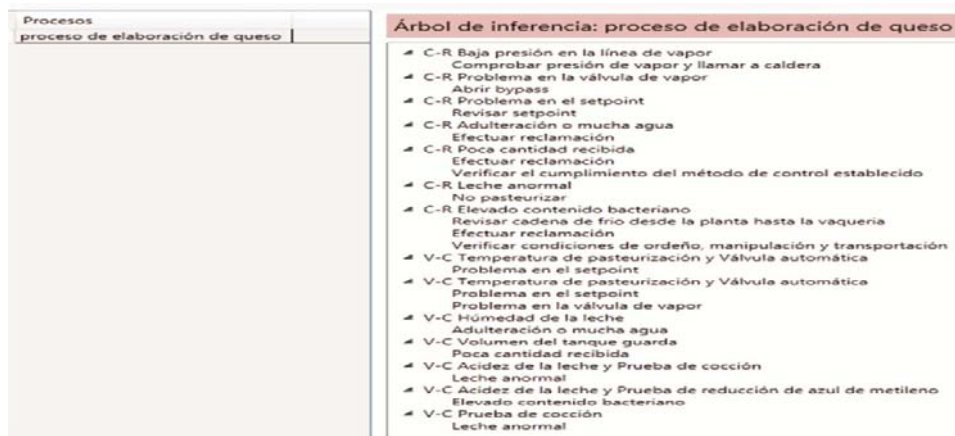 Procesos
proceso de elaboración de queso
Árbol de inferencia: proceso de elaboración de queso
C-R Baja presión en la línea de vapor
Comprobar presión de vapor y llamar a caldera
C-R Problema en la válvula de vapor
Abrir bypass
C-R Problema en el setpoint
Revisar setpoint
C-R Adulteración o mucha agua
Efectuar reclamación
C-R Poca cantidad recibida
Efectuar reclamación
Verificar el cumplimiento del método de control establecido
C-R Leche anormal
No pasteurizar
C-R Elevado contenido bacteriano
Revisar cadena de frio desde la planta hasta la vaqueria
Efectuar reclamación
Verificar condiciones de ordeño, manipulación y transportación
V-C Temperatura de pasteurización y Válvula automática
Problema en el setpoint
V-C Temperatura de pasteurización y Válvula automática
Problema en el setpoint
Problema en la válvula de vapor
V-C Húmedad de la leche
Adulteración o mucha agua
V-C Volumen del tanque guarda
Poca cantidad recibida
V-C Acidez de la leche y Prueba de cocción
Leche anormal
V-C Acidez de la leche y Prueba de reducción de azul de metileno
Elevado contenido bacteriano
V-C Prueba de cocción
Leche anormal